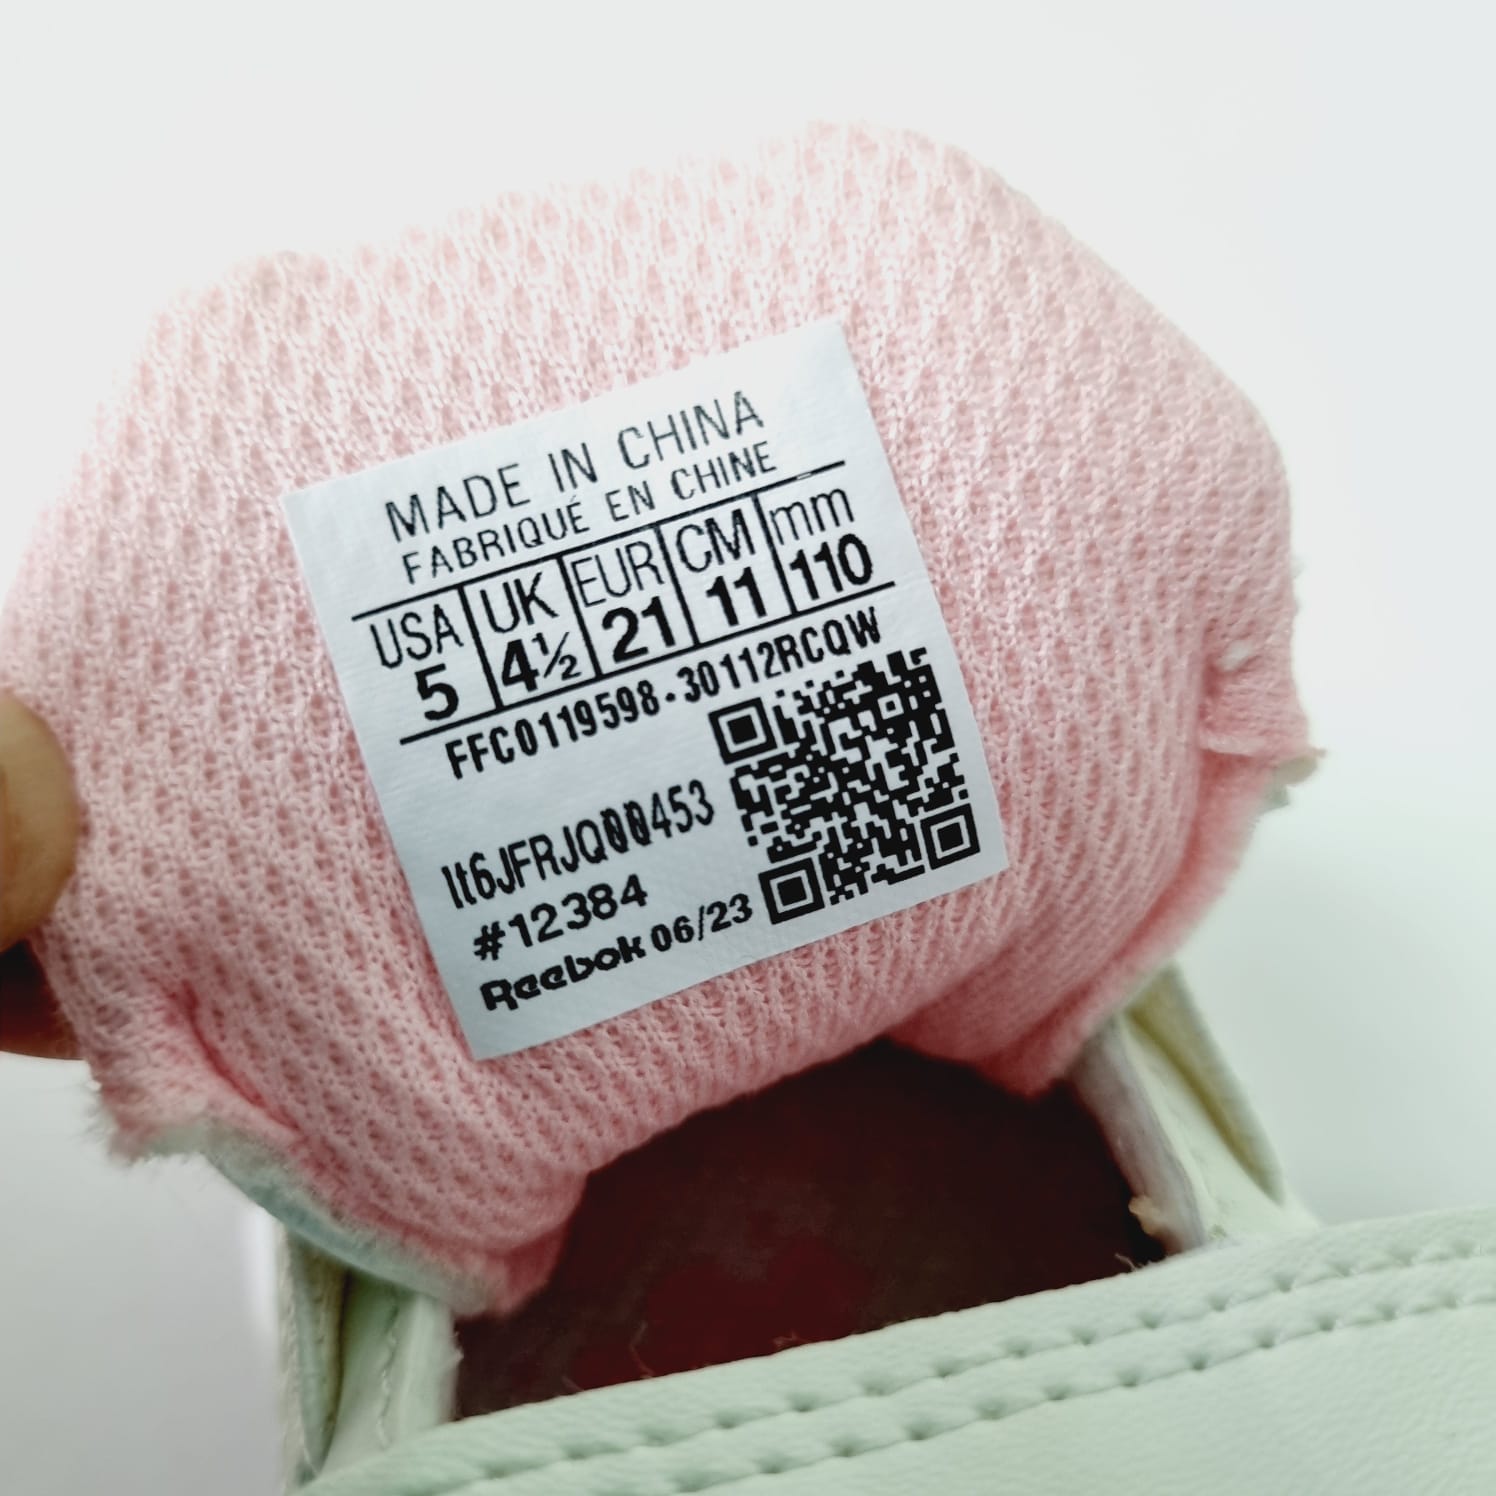 MADE IN CHINA
FABRIQUÉ EN CHINE
USA UK EUR CM mm
5 4½ 21 11 110
FFC0119598-30112RCQW
1t6JFRJQ00453
#12384
Reebok 06/23